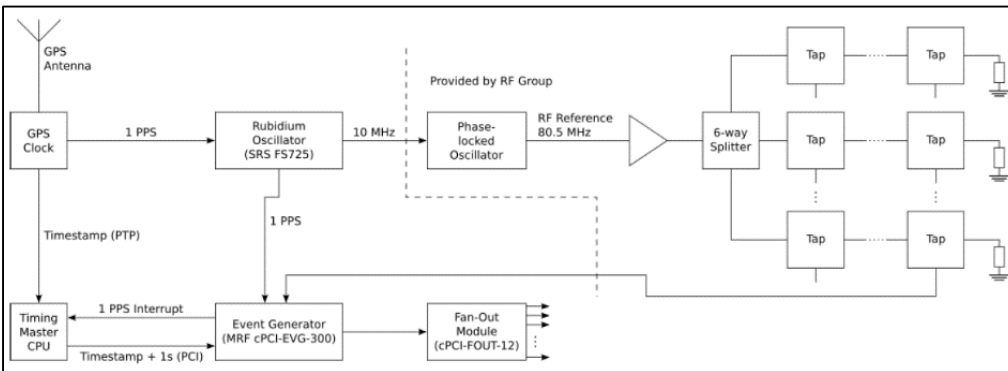 GPS
Antenna
Provided by RF Group
Tap
Tap
GPS
Clock
1 PPS
Rubidium
Oscillator
(SRS FS725)
10 MHz
Phase-
locked
Oscillator
RF Reference
80.5 MHz
6-way
Splitter
Tap
Tap
1 PPS
Timestamp (PTP)
Tap
Tap
Timing
Master
CPU
1 PPS Interrupt
Timestamp + 1s (PCI)
Event Generator
(MRF cPCI-EVG-300)
Fan-Out
Module
(cPCI-FOUT-12)